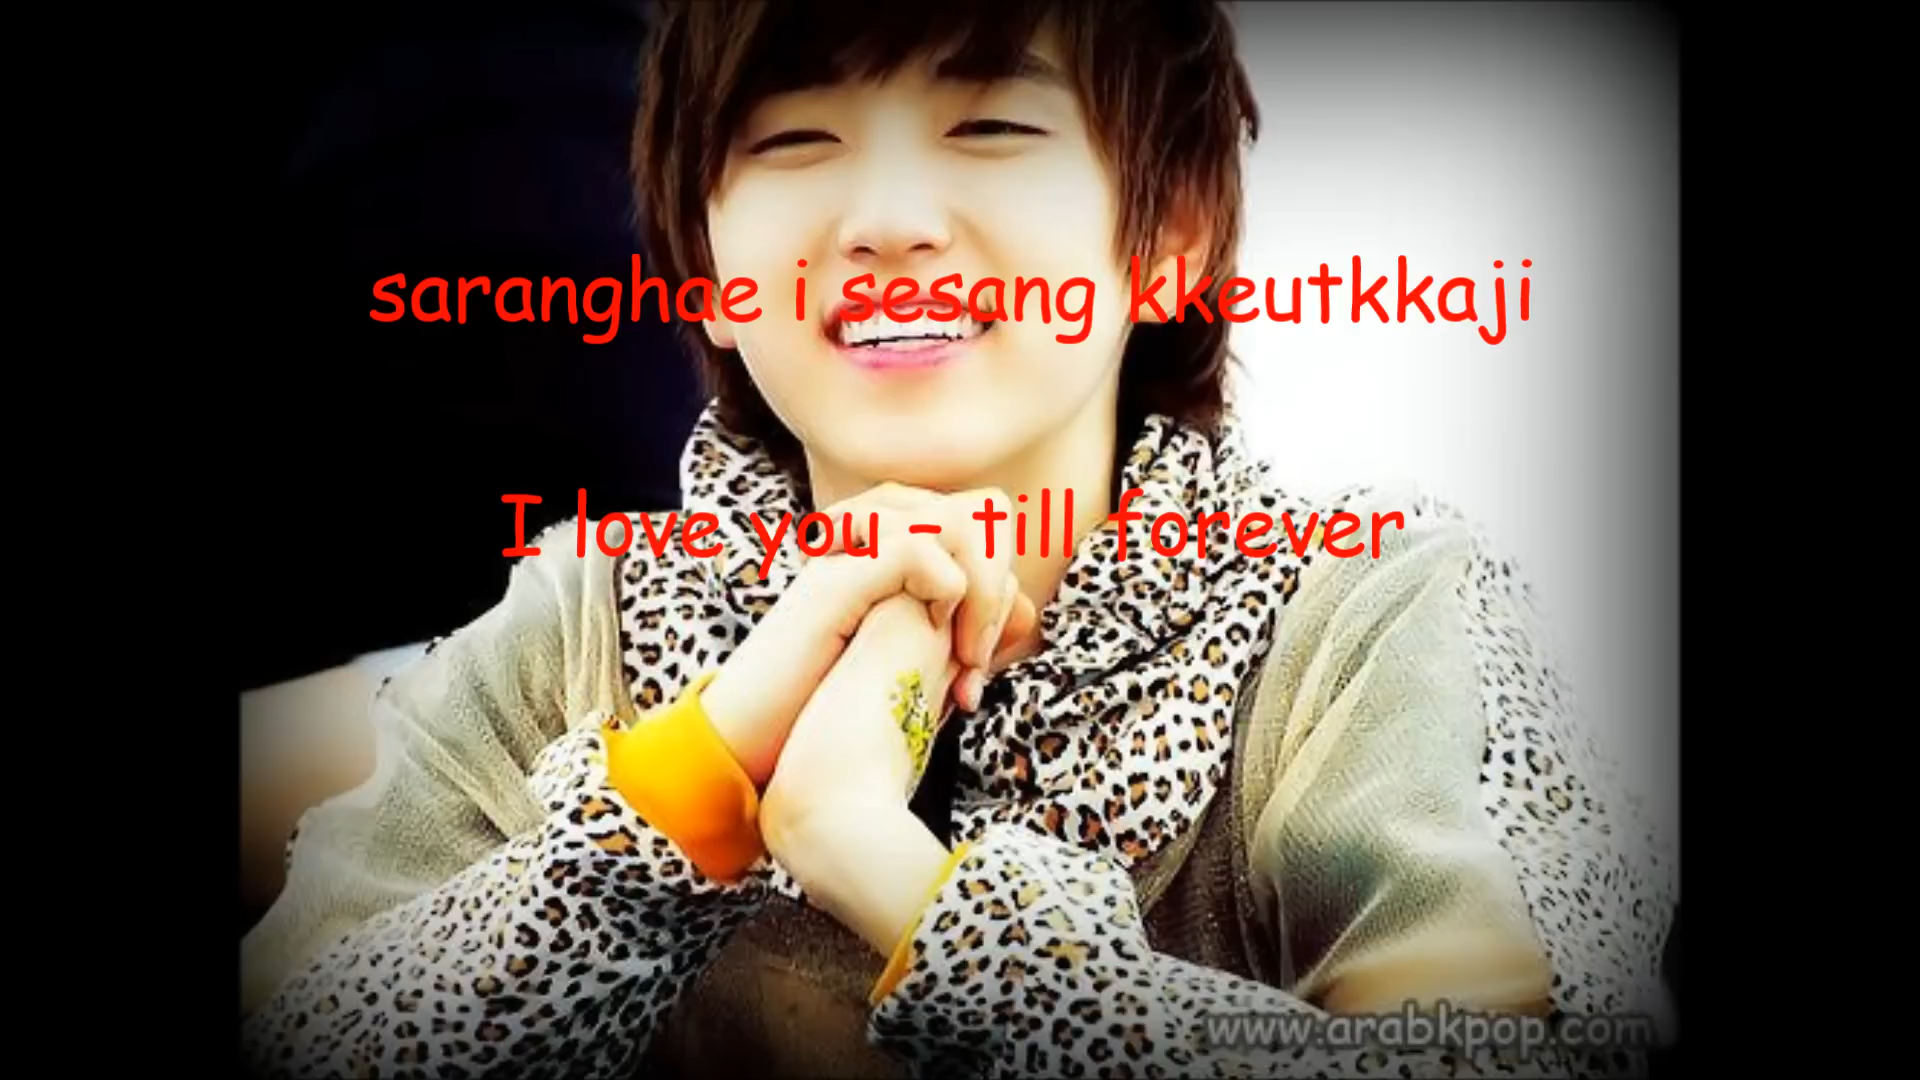 saranghae i sesang kkeutkkaji
I love you – till forever
www.arabkpop.com